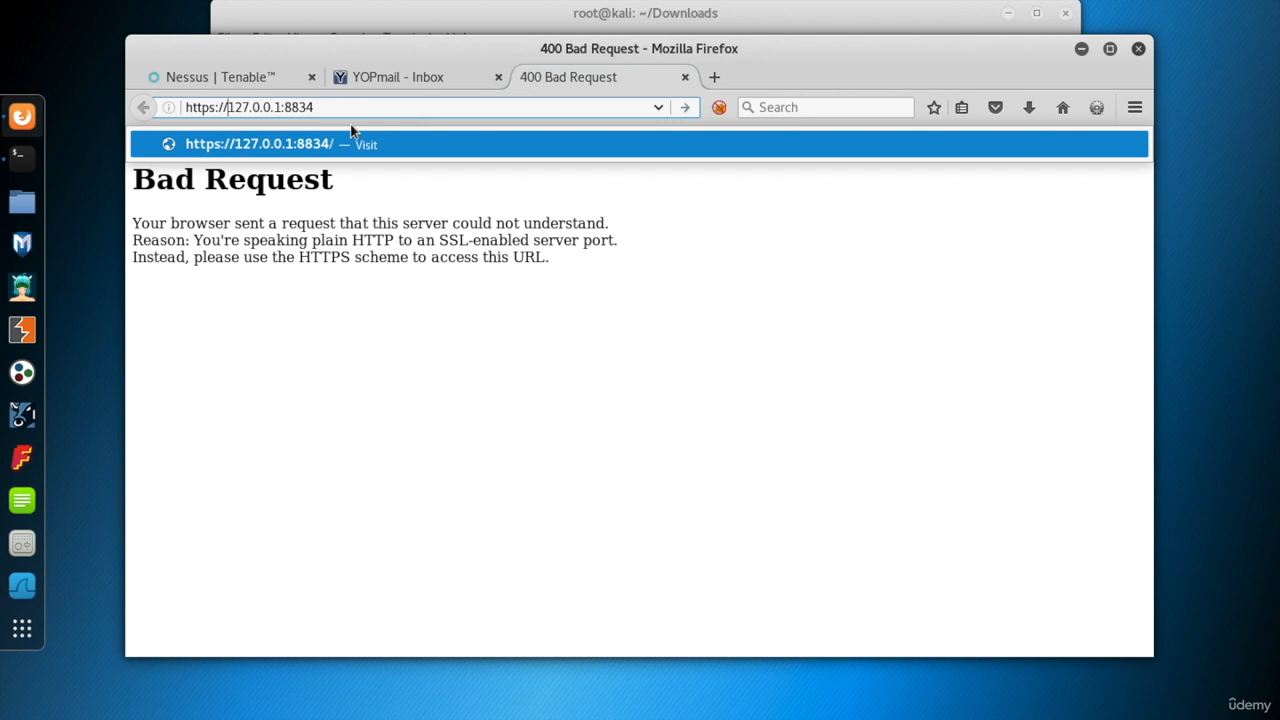 root@kali: ~/Downloads
400 Bad Request - Mozilla Firefox
Nessus | Tenable™
YOPmail - Inbox
400 Bad Request
https://127.0.0.1:8834
Search
https://127.0.0.1:8834/ — Visit
Bad Request
Your browser sent a request that this server could not understand.
Reason: You're speaking plain HTTP to an SSL-enabled server port.
Instead, please use the HTTPS scheme to access this URL.
ûdemy